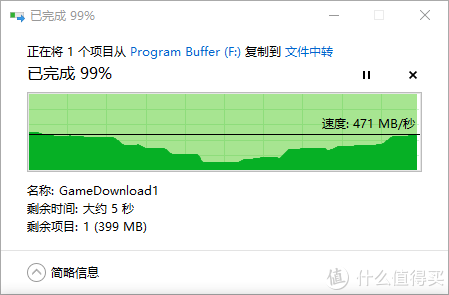 已完成 99%
正在将 1 个项目从 Program Buffer (F:) 复制到 文件中转
已完成 99%
速度: 471 MB/秒
名称: GameDownload1
剩余时间: 大约 5 秒
剩余项目: 1 (399 MB)
简略信息
值 什么值得买